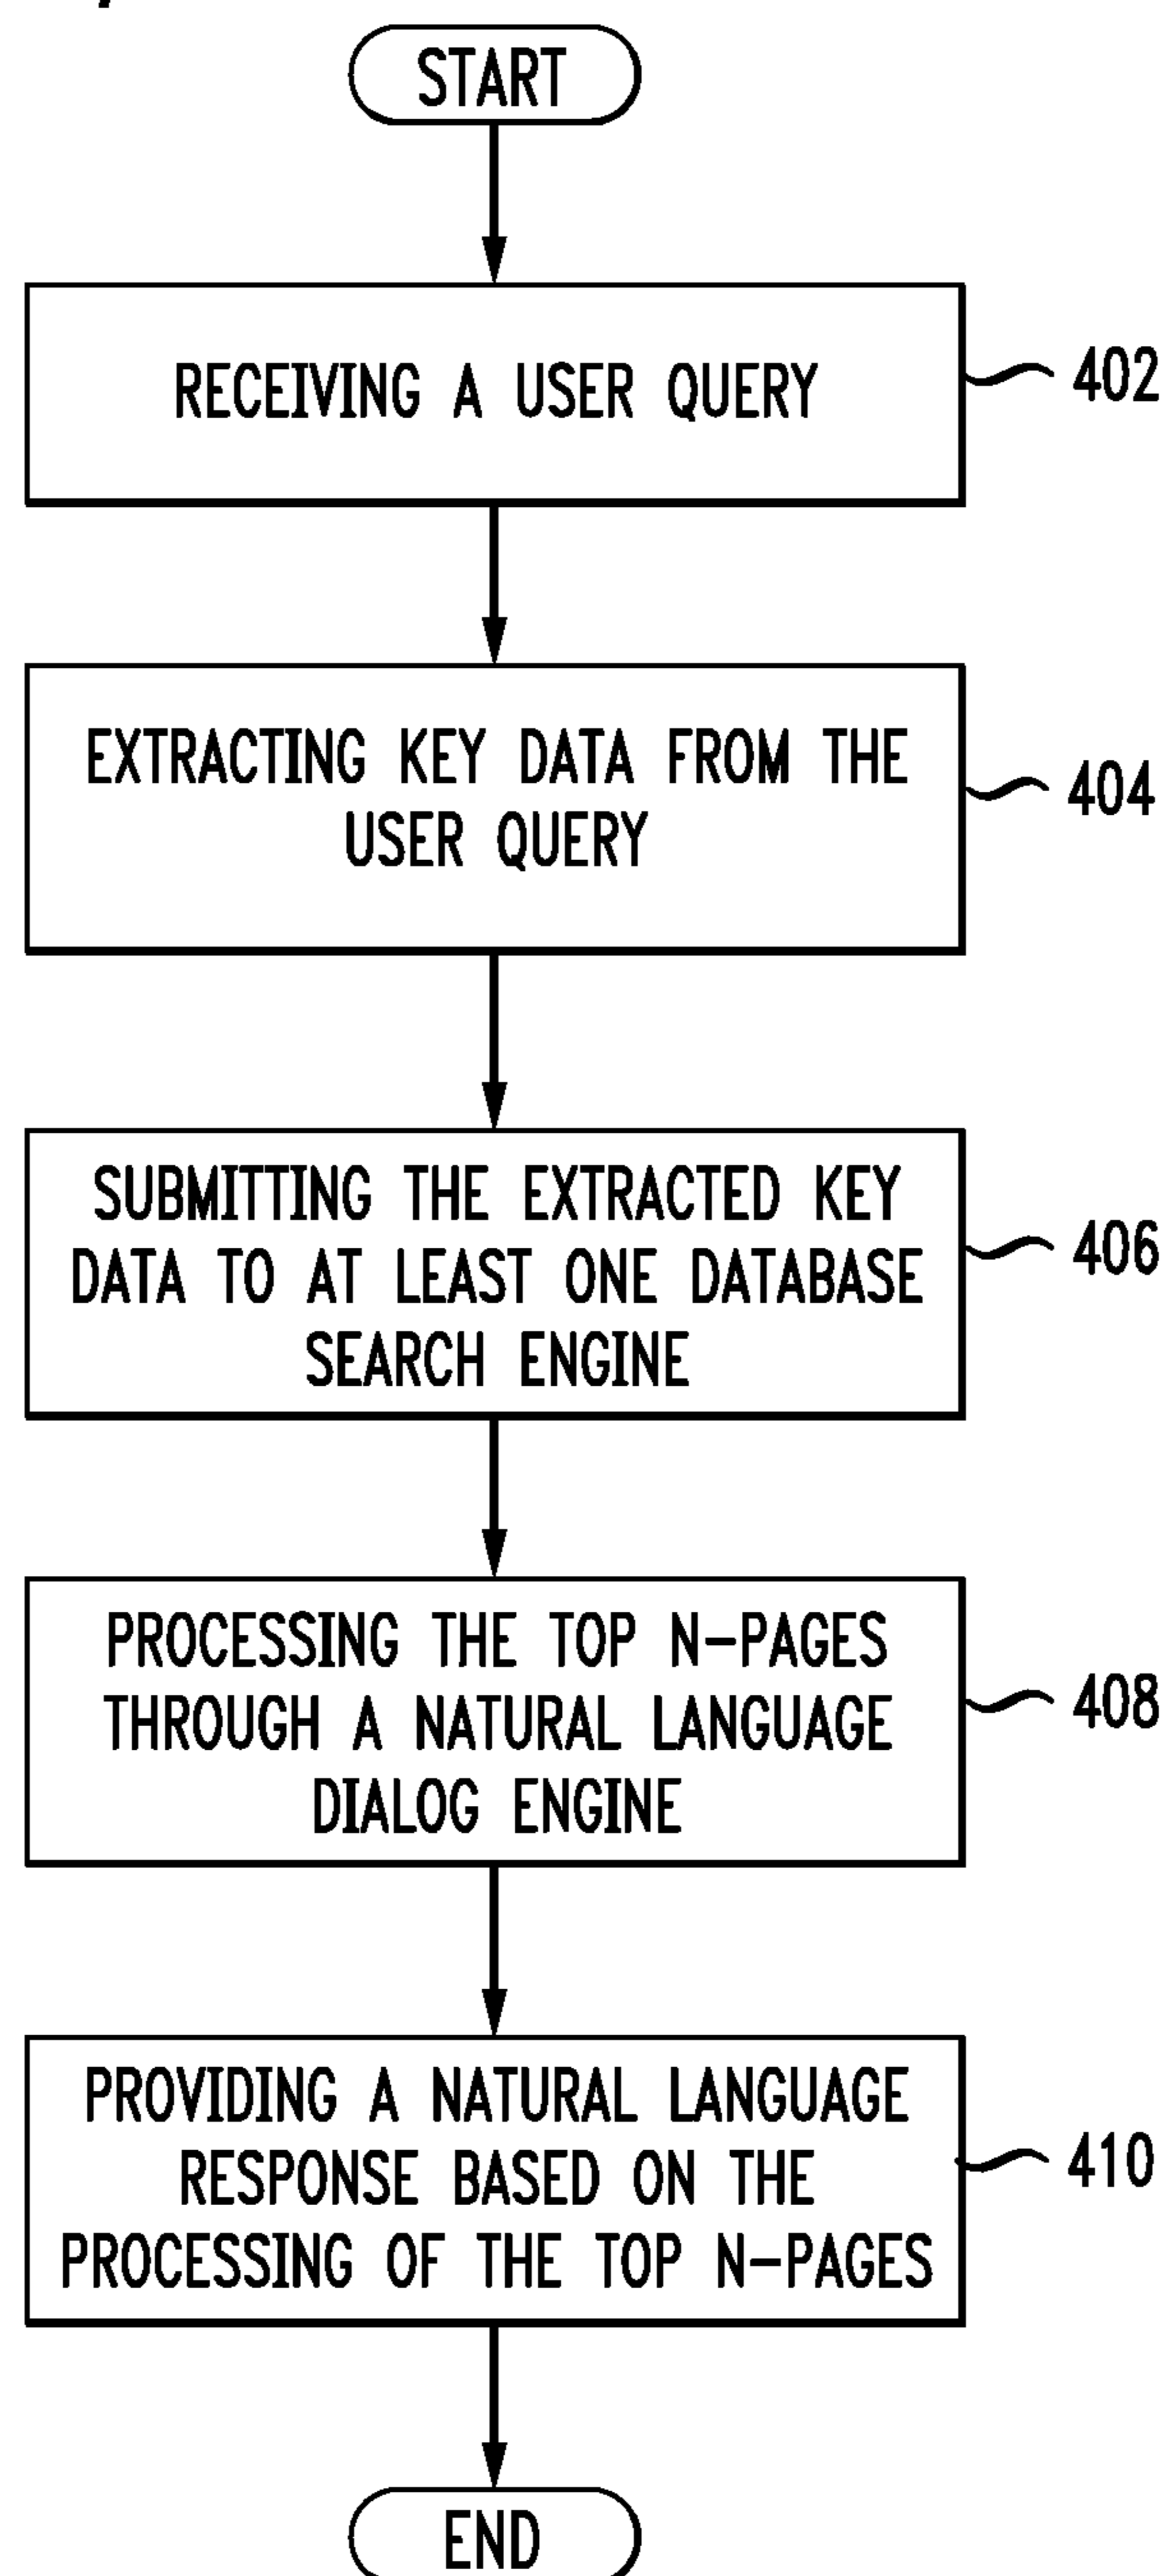 START
RECEIVING A USER QUERY
402
EXTRACTING KEY DATA FROM THE
USER QUERY
404
SUBMITTING THE EXTRACTED KEY
DATA TO AT LEAST ONE DATABASE
SEARCH ENGINE
406
PROCESSING THE TOP N-PAGES
THROUGH A NATURAL LANGUAGE
DIALOG ENGINE
408
PROVIDING A NATURAL LANGUAGE
RESPONSE BASED ON THE
PROCESSING OF THE TOP N-PAGES
410
END